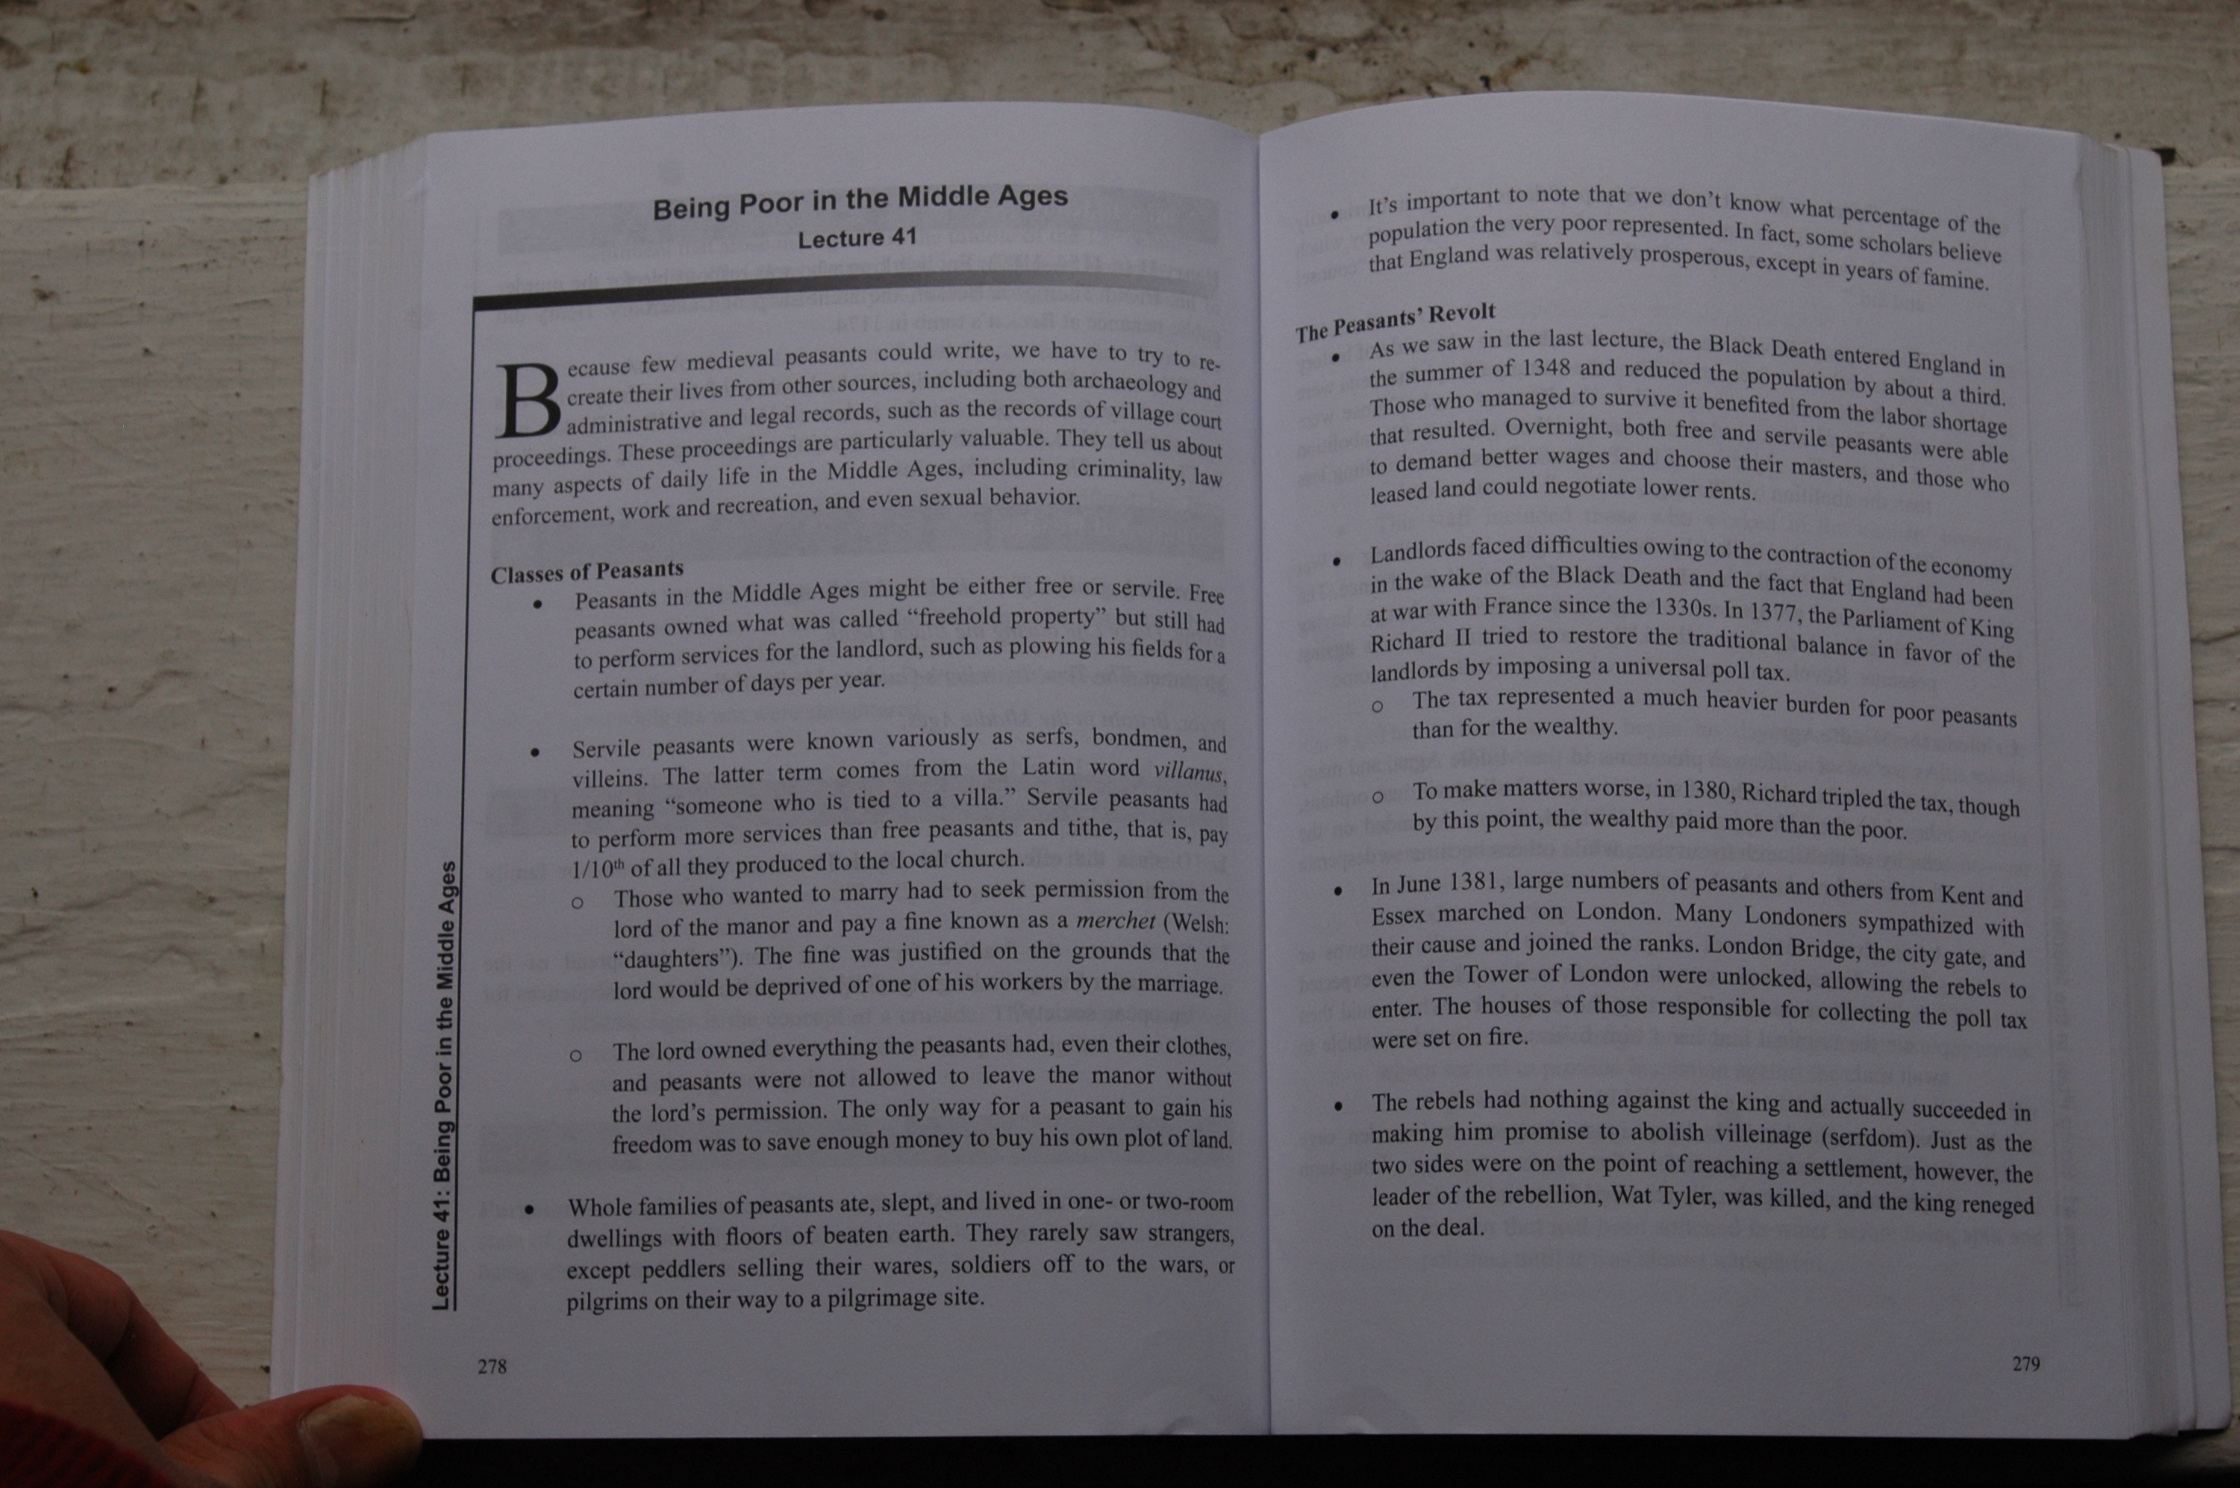 Being Poor in the Middle Ages
Lecture 41
Because few medieval peasants could write, we have to try to re-
create their lives from other sources, including both archaeology and
administrative and legal records, such as the records of village court
proceedings. These proceedings are particularly valuable. They tell us about
many aspects of daily life in the Middle Ages, including criminality, law
enforcement, work and recreation, and even sexual behavior.
Classes of Peasants
• Peasants in the Middle Ages might be either free or servile. Free
peasants owned what was called “freehold property” but still had
to perform services for the landlord, such as plowing his fields for a
certain number of days per year.
• Servile peasants were known variously as serfs, bondmen, and
villeins. The latter term comes from the Latin word villanus,
meaning “someone who is tied to a villa.” Servile peasants had
to perform more services than free peasants and tithe, that is, pay
1/10th of all they produced to the local church.
o Those who wanted to marry had to seek permission from the
lord of the manor and pay a fine known as a merchet (Welsh:
“daughters”). The fine was justified on the grounds that the
lord would be deprived of one of his workers by the marriage.
o The lord owned everything the peasants had, even their clothes,
and peasants were not allowed to leave the manor without
the lord’s permission. The only way for a peasant to gain his
freedom was to save enough money to buy his own plot of land.
• Whole families of peasants ate, slept, and lived in one- or two-room
dwellings with floors of beaten earth. They rarely saw strangers,
except peddlers selling their wares, soldiers off to the wars, or
pilgrims on their way to a pilgrimage site.
Lecture 41: Being Poor in the Middle Ages
278
• It’s important to note that we don’t know what percentage of the
population the very poor represented. In fact, some scholars believe
that England was relatively prosperous, except in years of famine.
The Peasants’ Revolt
• As we saw in the last lecture, the Black Death entered England in
the summer of 1348 and reduced the population by about a third.
Those who managed to survive it benefited from the labor shortage
that resulted. Overnight, both free and servile peasants were able
to demand better wages and choose their masters, and those who
leased land could negotiate lower rents.
• Landlords faced difficulties owing to the contraction of the economy
in the wake of the Black Death and the fact that England had been
at war with France since the 1330s. In 1377, the Parliament of King
Richard II tried to restore the traditional balance in favor of the
landlords by imposing a universal poll tax.
o The tax represented a much heavier burden for poor peasants
than for the wealthy.
o To make matters worse, in 1380, Richard tripled the tax, though
by this point, the wealthy paid more than the poor.
• In June 1381, large numbers of peasants and others from Kent and
Essex marched on London. Many Londoners sympathized with
their cause and joined the ranks. London Bridge, the city gate, and
even the Tower of London were unlocked, allowing the rebels to
enter. The houses of those responsible for collecting the poll tax
were set on fire.
• The rebels had nothing against the king and actually succeeded in
making him promise to abolish villeinage (serfdom). Just as the
two sides were on the point of reaching a settlement, however, the
leader of the rebellion, Wat Tyler, was killed, and the king reneged
on the deal.
279